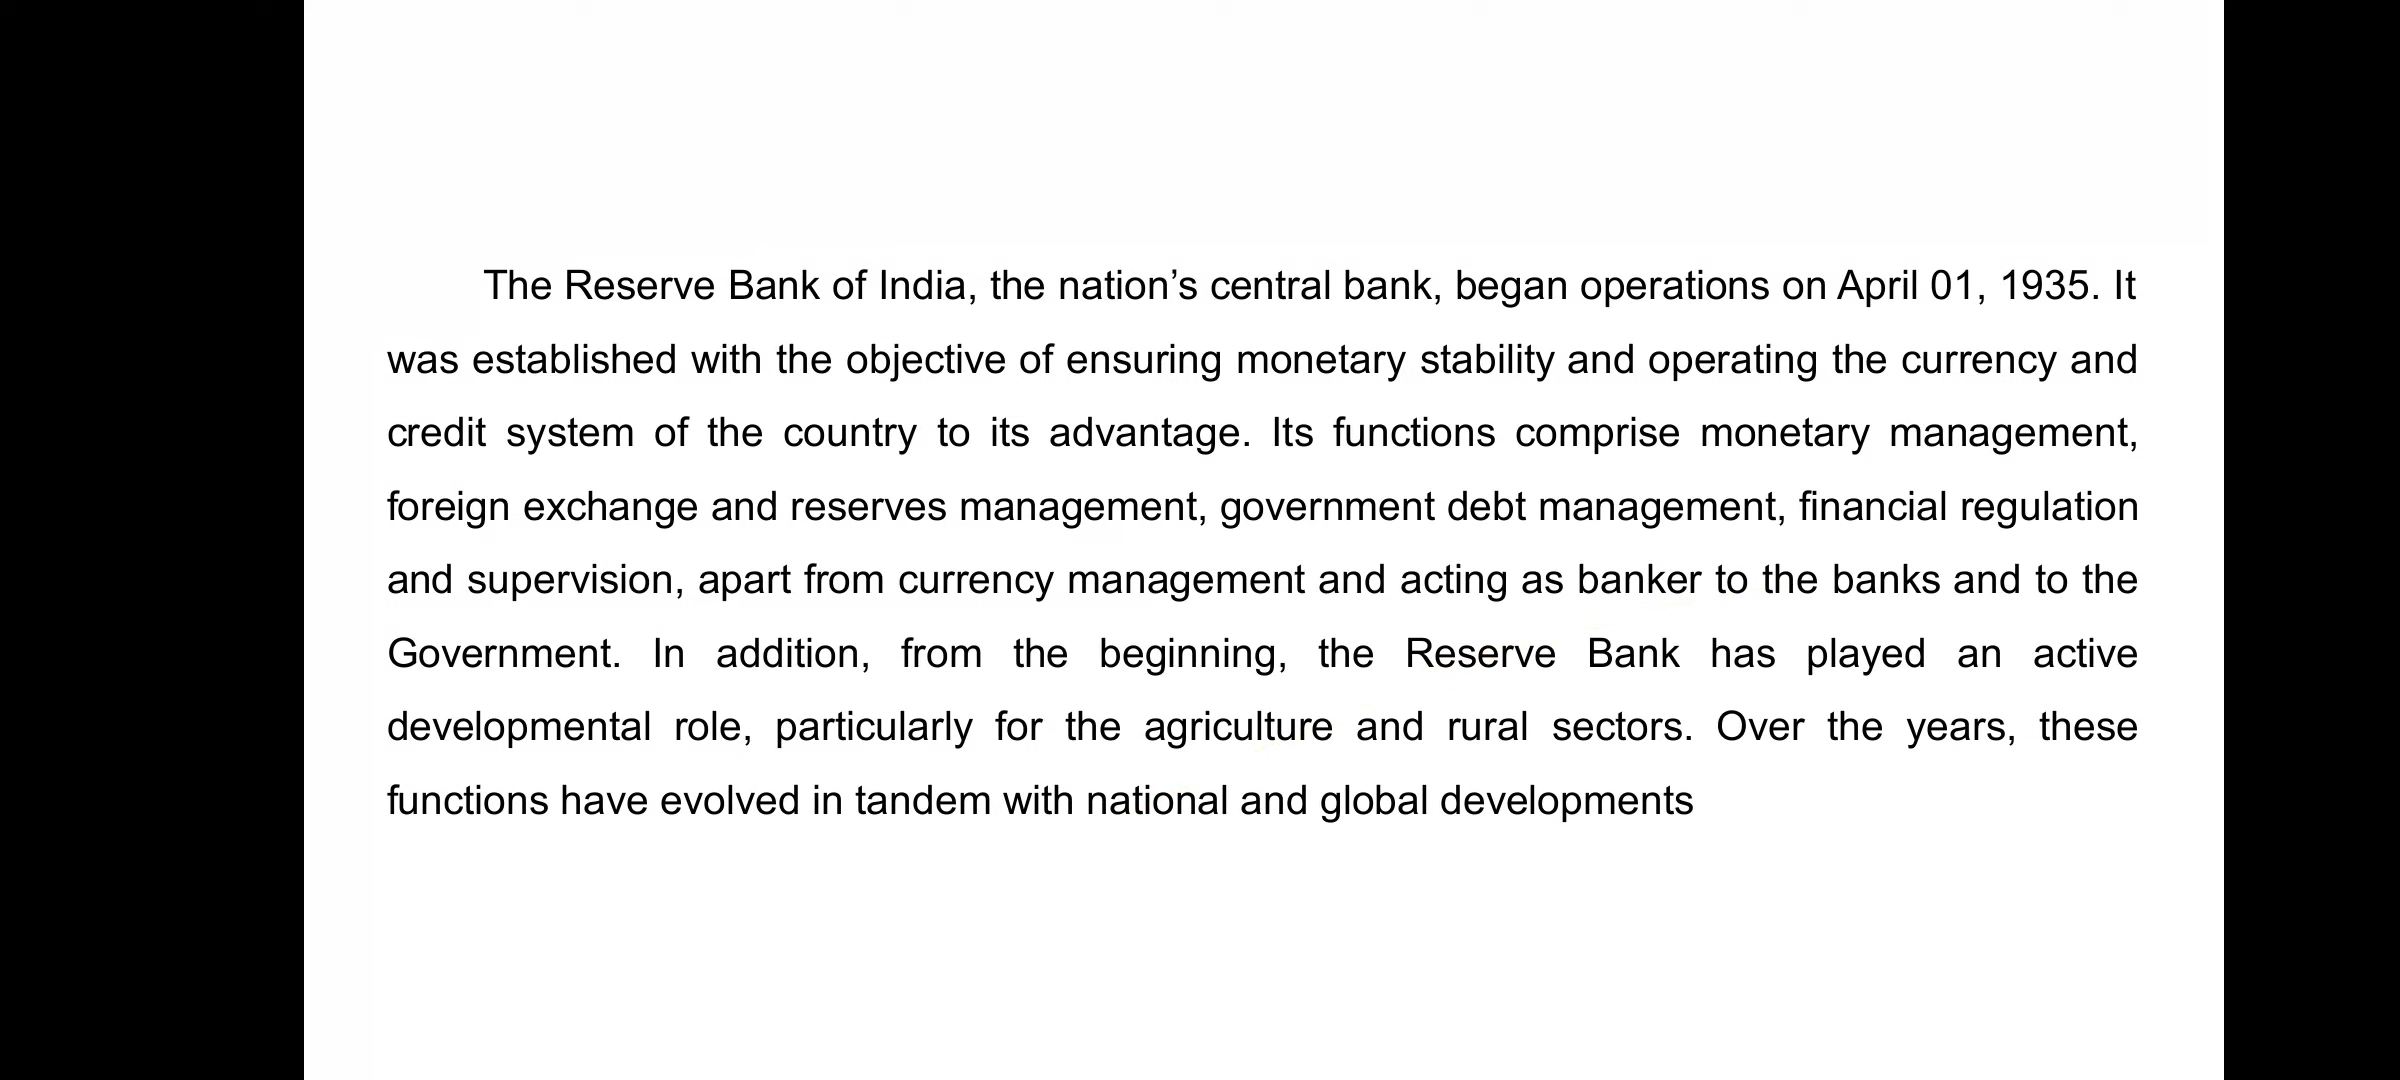 The Reserve Bank of India, the nation’s central bank, began operations on April 01, 1935. It
was established with the objective of ensuring monetary stability and operating the currency and
credit system of the country to its advantage. Its functions comprise monetary management,
foreign exchange and reserves management, government debt management, financial regulation
and supervision, apart from currency management and acting as banker to the banks and to the
Government. In addition, from the beginning, the Reserve Bank has played an active
developmental role, particularly for the agriculture and rural sectors. Over the years, these
functions have evolved in tandem with national and global developments